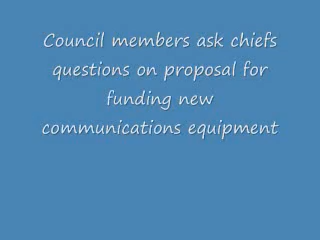 Council members ask chiefs
questions on proposal for
funding new
communications equipment